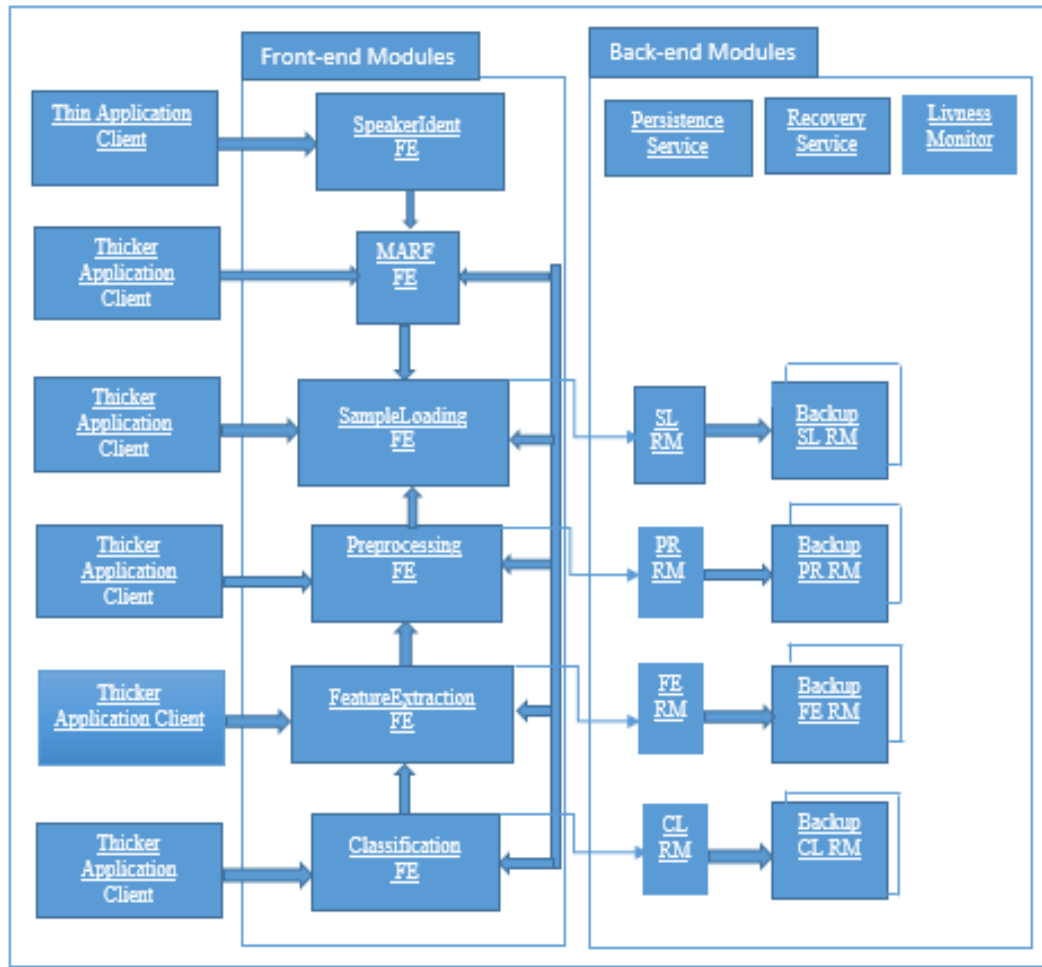 Front-end Modules
Back-end Modules
Thin Application
Client
SpeakerIdent
FE
Persistence
Service
Recovery
Service
Livness
Monitor
Thicker
Application
Client
MARF
FE
Thicker
Application
Client
SampleLoading
FE
SL
RM
Backup
SL RM
Thicker
Application
Client
Preprocessing
FE
PR
RM
Backup
PR RM
Thicker
Application Client
FeatureExtraction
FE
FE
RM
Backup
FE RM
Thicker
Application
Client
Classification
FE
CL
RM
Backup
CL RM